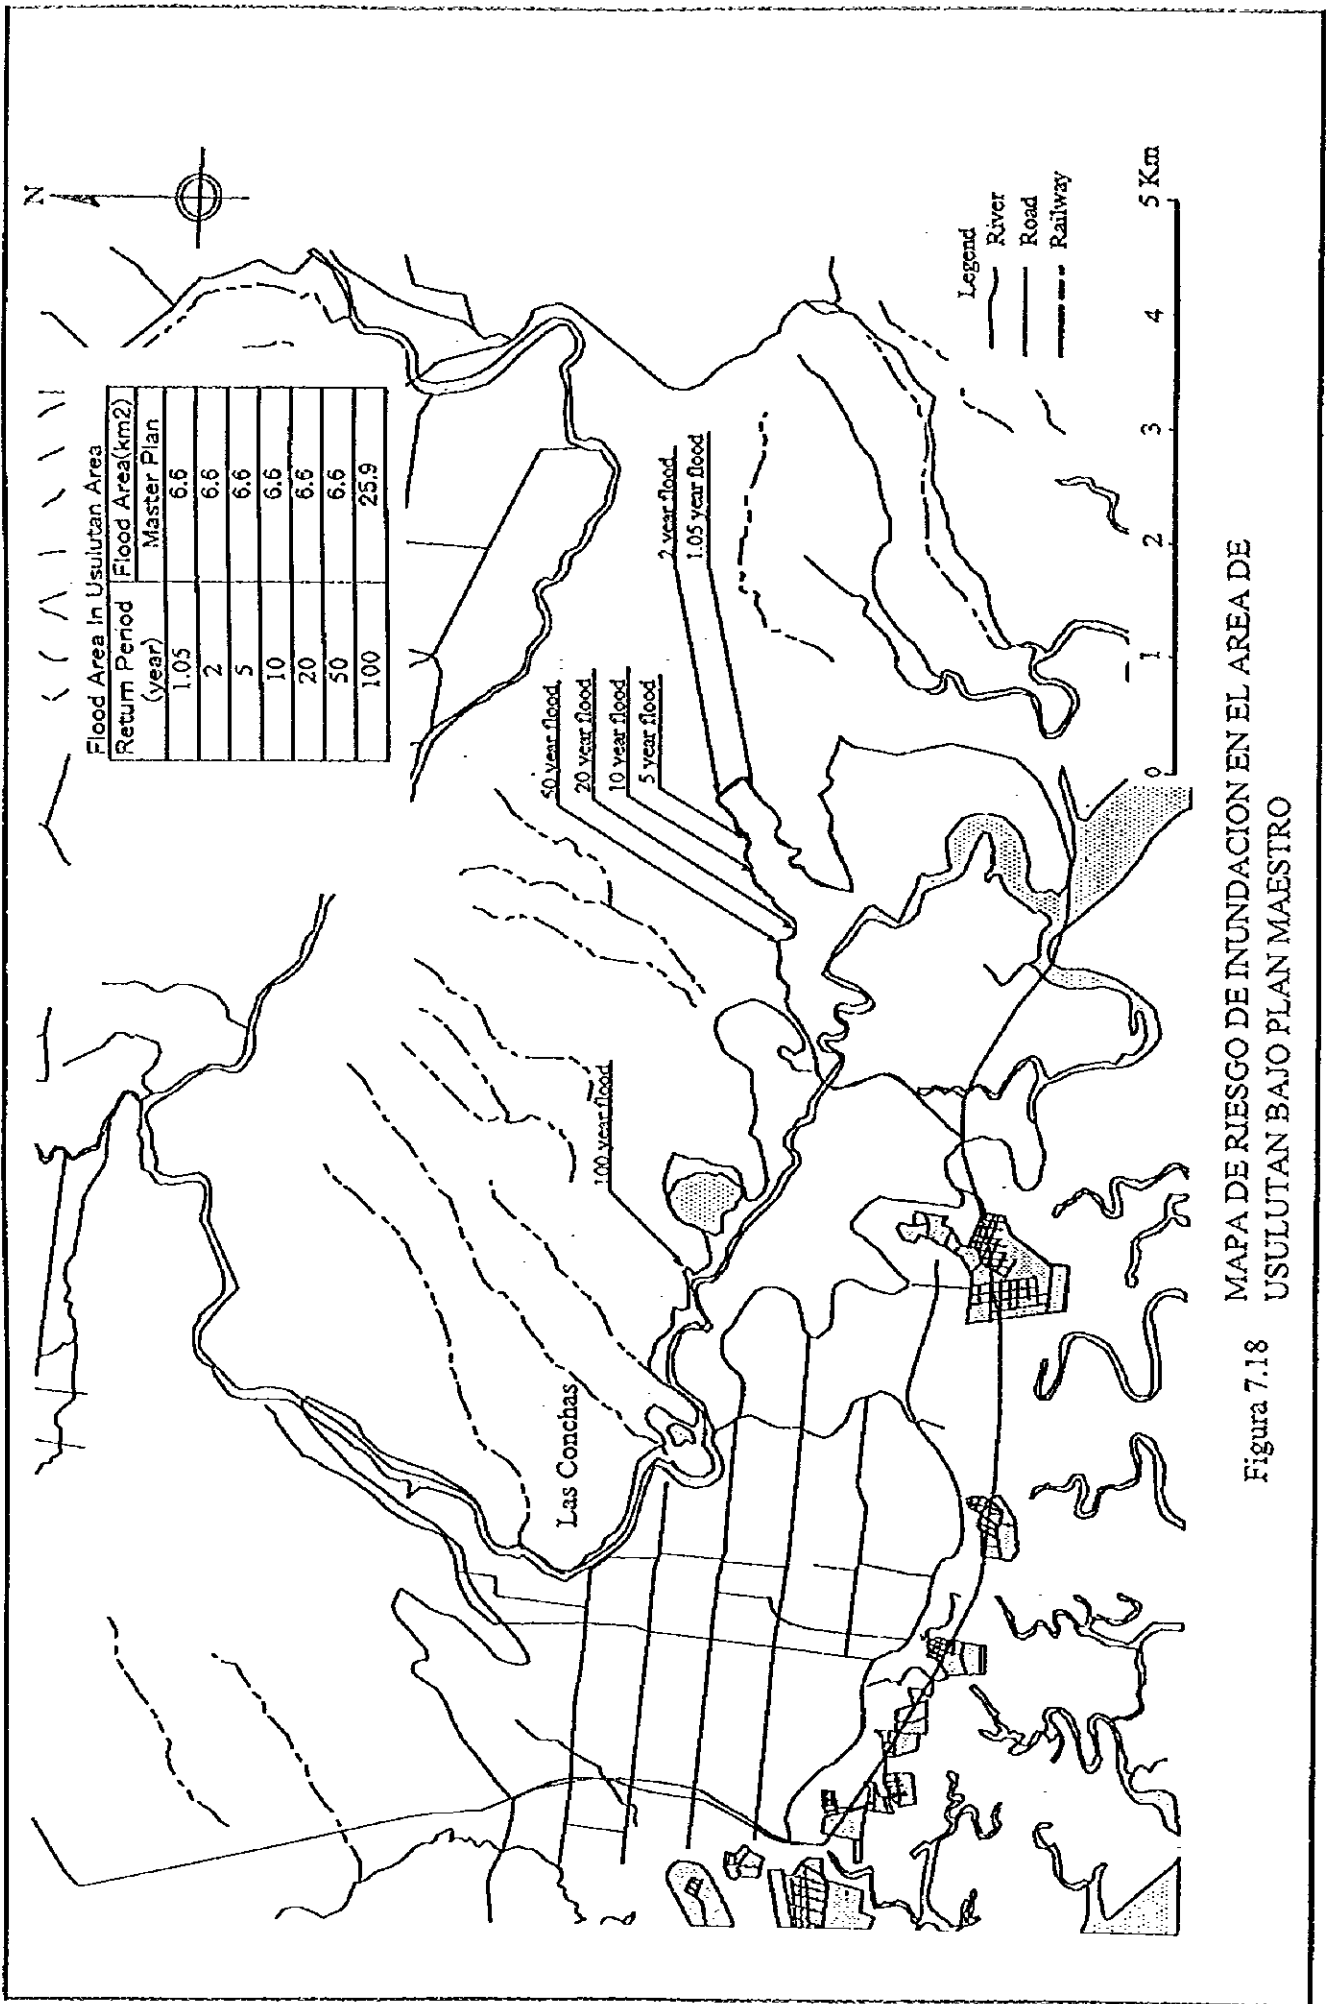 N
Flood Area In Usulutan Area
Return Period Flood Area(km2)
(year) Master Plan
1.05 6.6
2 6.6
5 6.6
10 6.6
20 6.6
50 6.6
100 25.9
50 year flood
20 year flood
10 year flood
5 year flood
2 year flood
1.05 year flood
100 year flood
Las Conchas
Legend
River
Road
Railway
0 1 2 3 4 5 Km
Figura 7.18 MAPA DE RIESGO DE INUNDACION EN EL AREA DE
USULUTAN BAJO PLAN MAESTRO